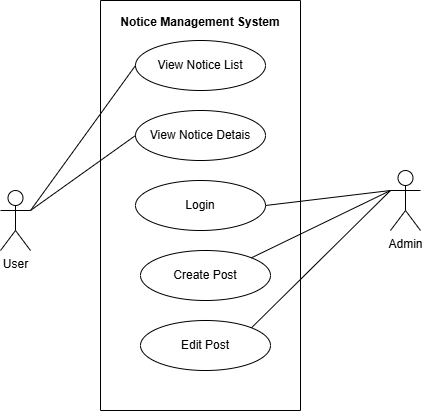 Notice Management System
View Notice List
View Notice Detais
Login
Create Post
Edit Post
User
Admin